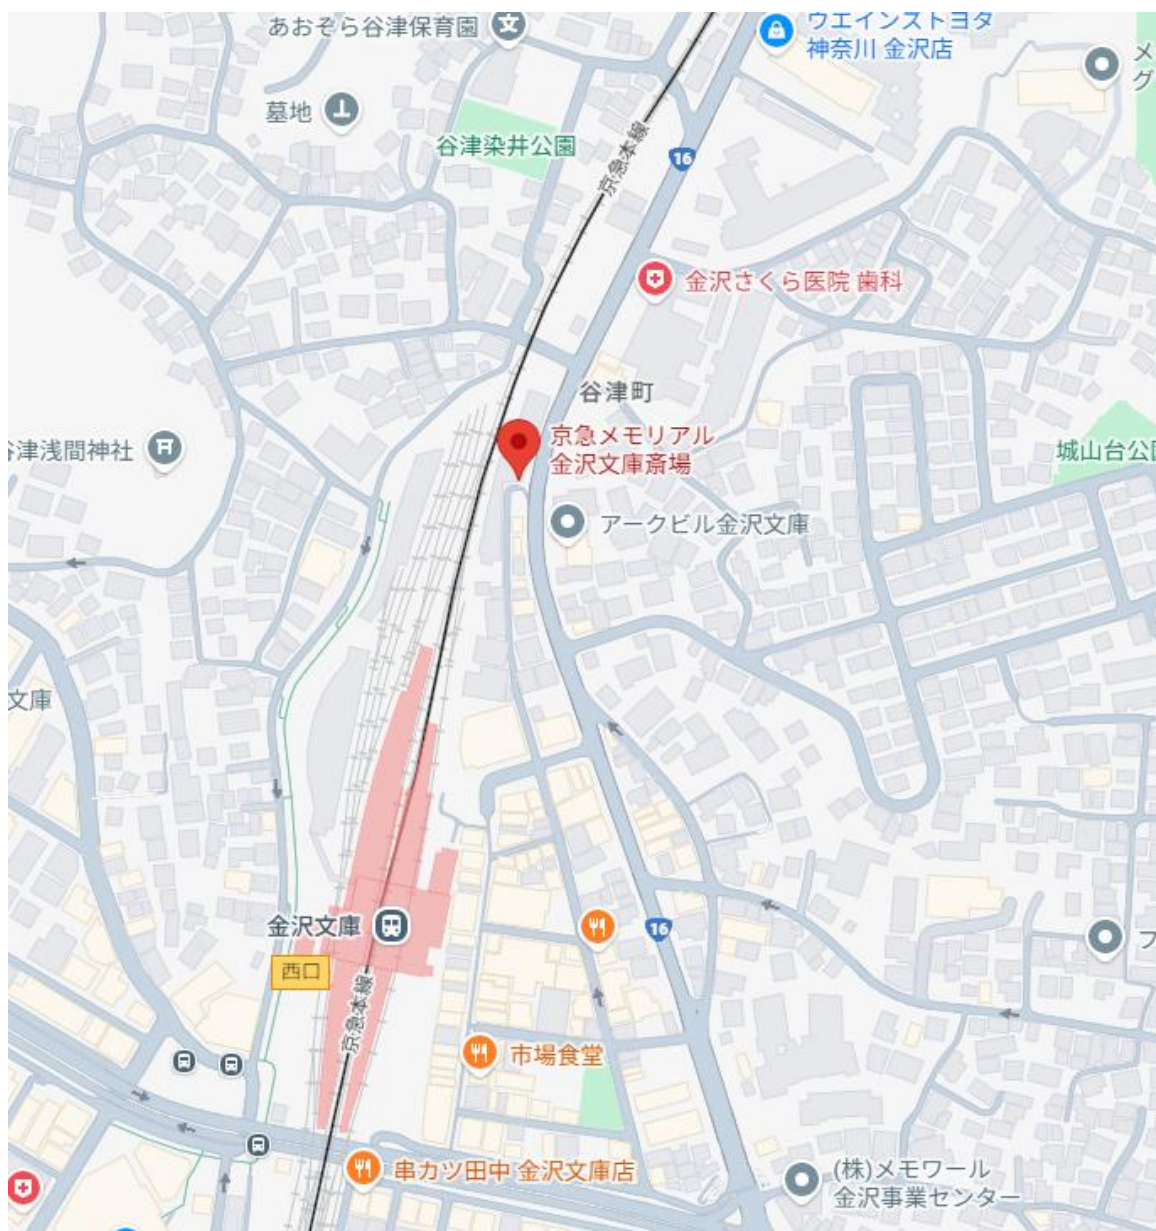 あおぞら谷津保育園
ウエインズトヨタ
神奈川 金沢店
メ
グ
墓地
谷津染井公園
京急本線
16
金沢さくら医院 歯科
谷津町
京急メモリアル
金沢文庫斎場
谷津浅間神社
城山台公園
アークビル金沢文庫
文庫
金沢文庫
16
西口
フ
京急本線
市場食堂
串カツ田中 金沢文庫店
(株)メモワール
金沢事業センター